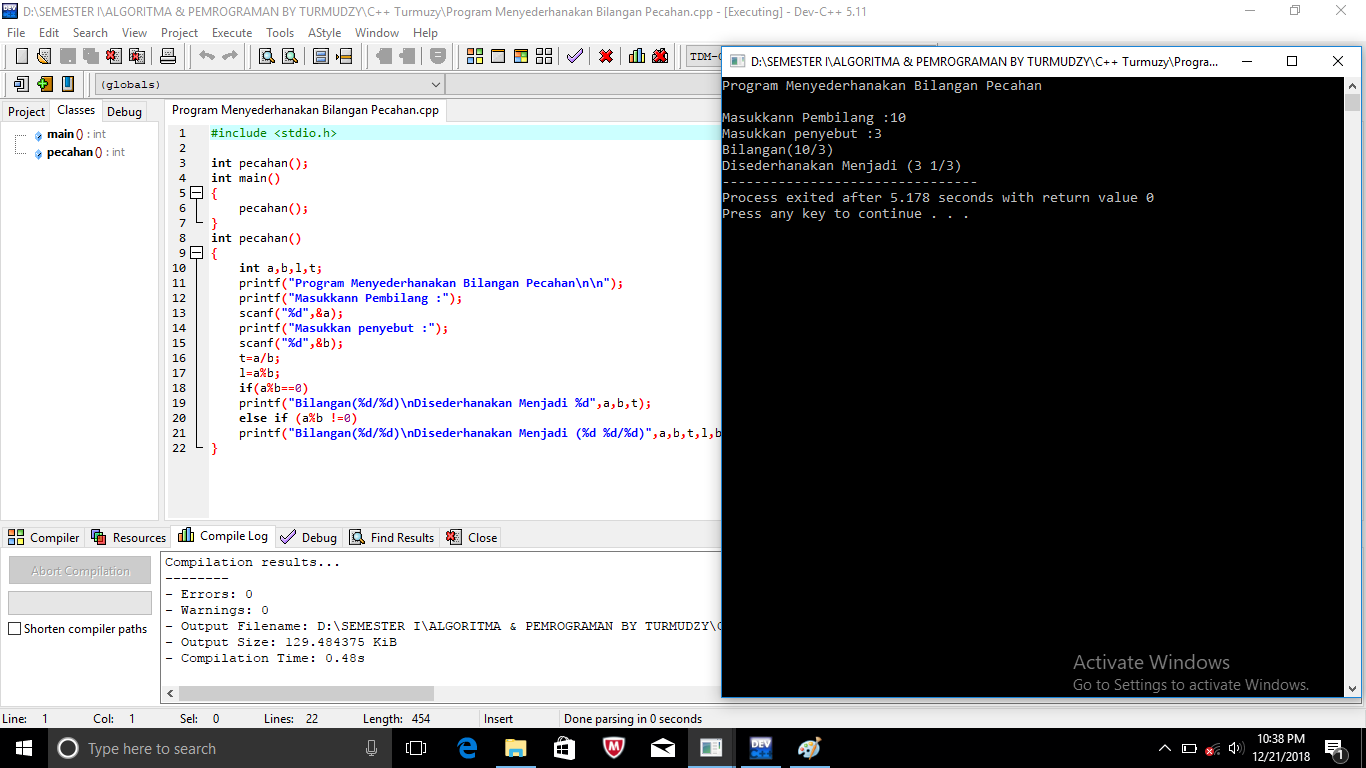 D:\SEMESTER I\ALGORITMA & PEMROGRAMAN BY TURMUDZY\C++ Turmuzy\Program Menyederhanakan Bilangan Pecahan.cpp - [Executing] - Dev-C++ 5.11
File Edit Search View Project Execute Tools AStyle Window Help
TDM-G
(globals)
Project Classes Debug
main () : int
pecahan () : int
Program Menyederhanakan Bilangan Pecahan.cpp
1 #include <stdio.h>
2
3 int pecahan();
4 int main()
5 {
6 pecahan();
7 }
8 int pecahan()
9 {
10 int a,b,l,t;
11 printf("Program Menyederhanakan Bilangan Pecahan\n\n");
12 printf("Masukkann Pembilang :");
13 scanf("%d",&a);
14 printf("Masukkan penyebut :");
15 scanf("%d",&b);
16 t=a/b;
17 l=a%b;
18 if(a%b==0)
19 printf("Bilangan(%d/%d)\nDisederhanakan Menjadi %d",a,b,t);
20 else if (a%b !=0)
21 printf("Bilangan(%d/%d)\nDisederhanakan Menjadi (%d %d/%d)",a,b,t,l,b
22 }
D:\SEMESTER I\ALGORITMA & PEMROGRAMAN BY TURMUDZY\C++ Turmuzy\Progra...
Program Menyederhanakan Bilangan Pecahan
Masukkann Pembilang :10
Masukkan penyebut :3
Bilangan(10/3)
Disederhanakan Menjadi (3 1/3)
--------------------------------
Process exited after 5.178 seconds with return value 0
Press any key to continue . . .
Activate Windows
Go to Settings to activate Windows.
Compiler Resources Compile Log Debug Find Results Close
Abort Compilation
Shorten compiler paths
Compilation results...
--------
- Errors: 0
- Warnings: 0
- Output Filename: D:\SEMESTER I\ALGORITMA & PEMROGRAMAN BY TURMUDZY\C
- Output Size: 129.484375 KiB
- Compilation Time: 0.48s
Line: 1 Col: 1 Sel: 0 Lines: 22 Length: 454 Insert Done parsing in 0 seconds
Type here to search
DEV
10:38 PM
12/21/2018
1